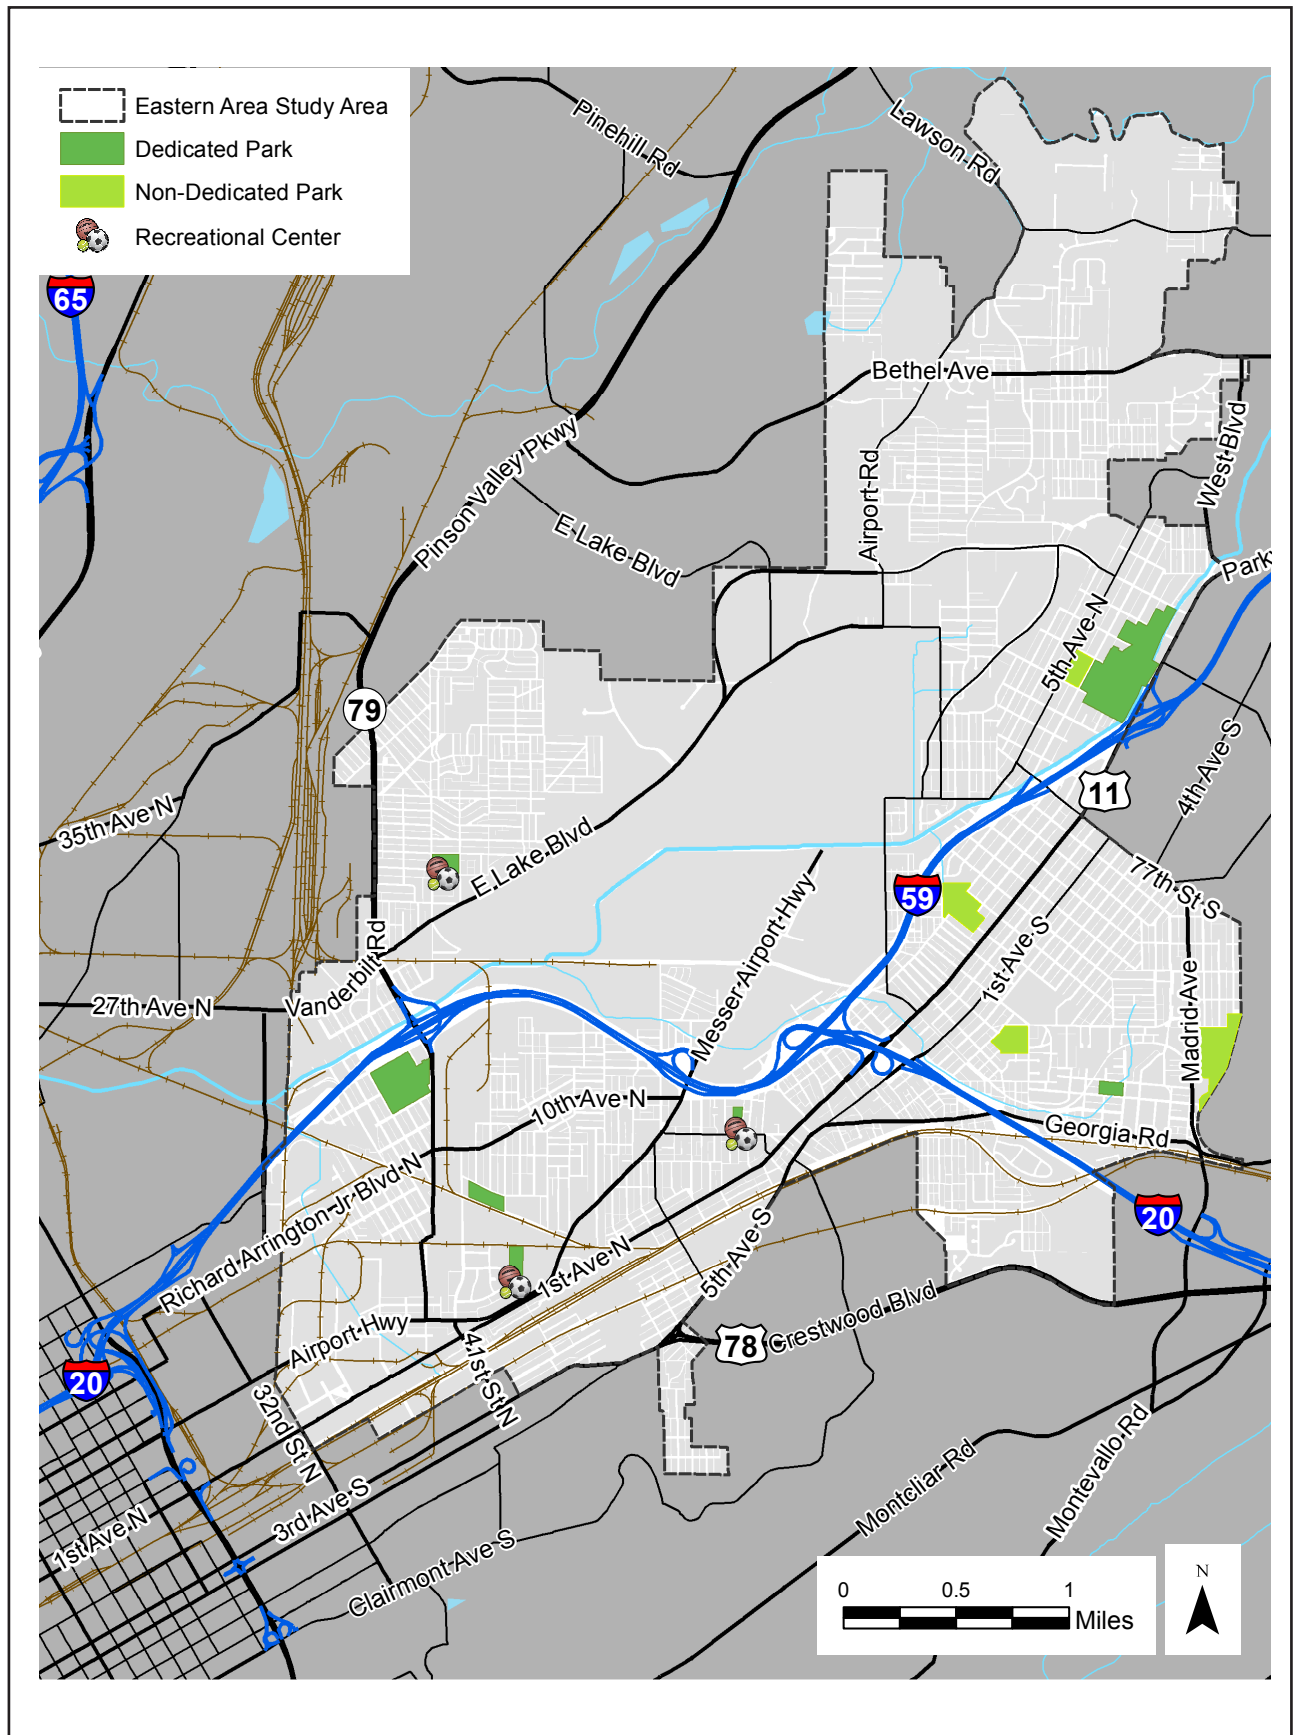 Eastern Area Study Area
Dedicated Park
Non-Dedicated Park
Recreational Center
65
Pinehill Rd
Lawson Rd
Bethel Ave
West Blvd
Airport Rd
Pinson Valley Pkwy
E Lake Blvd
Park
5th Ave N
79
4th Ave S
11
35th Ave N
E Lake Blvd
77th St S
59
Messer Airport Hwy
1st Ave S
Vanderbilt Rd
27th Ave N
Madrid Ave
10th Ave N
Georgia Rd
Richard Arrington Jr Blvd N
20
5th Ave S
1st Ave N
Crestwood Blvd
78
Airport Hwy
41st St N
20
32nd St N
3rd Ave S
1st Ave N
Montcliar Rd
Montevallo Rd
Clairmont Ave S
0 0.5 1
Miles
N